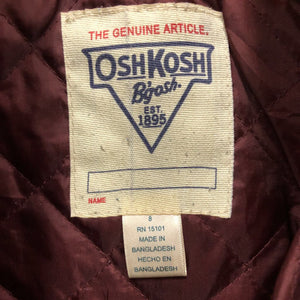 THE GENUINE ARTICLE.
OSHKOSH
B'gosh.
EST.
1895
NAME
8
RN 15101
MADE IN
BANGLADESH
HECHO EN
BANGLADESH